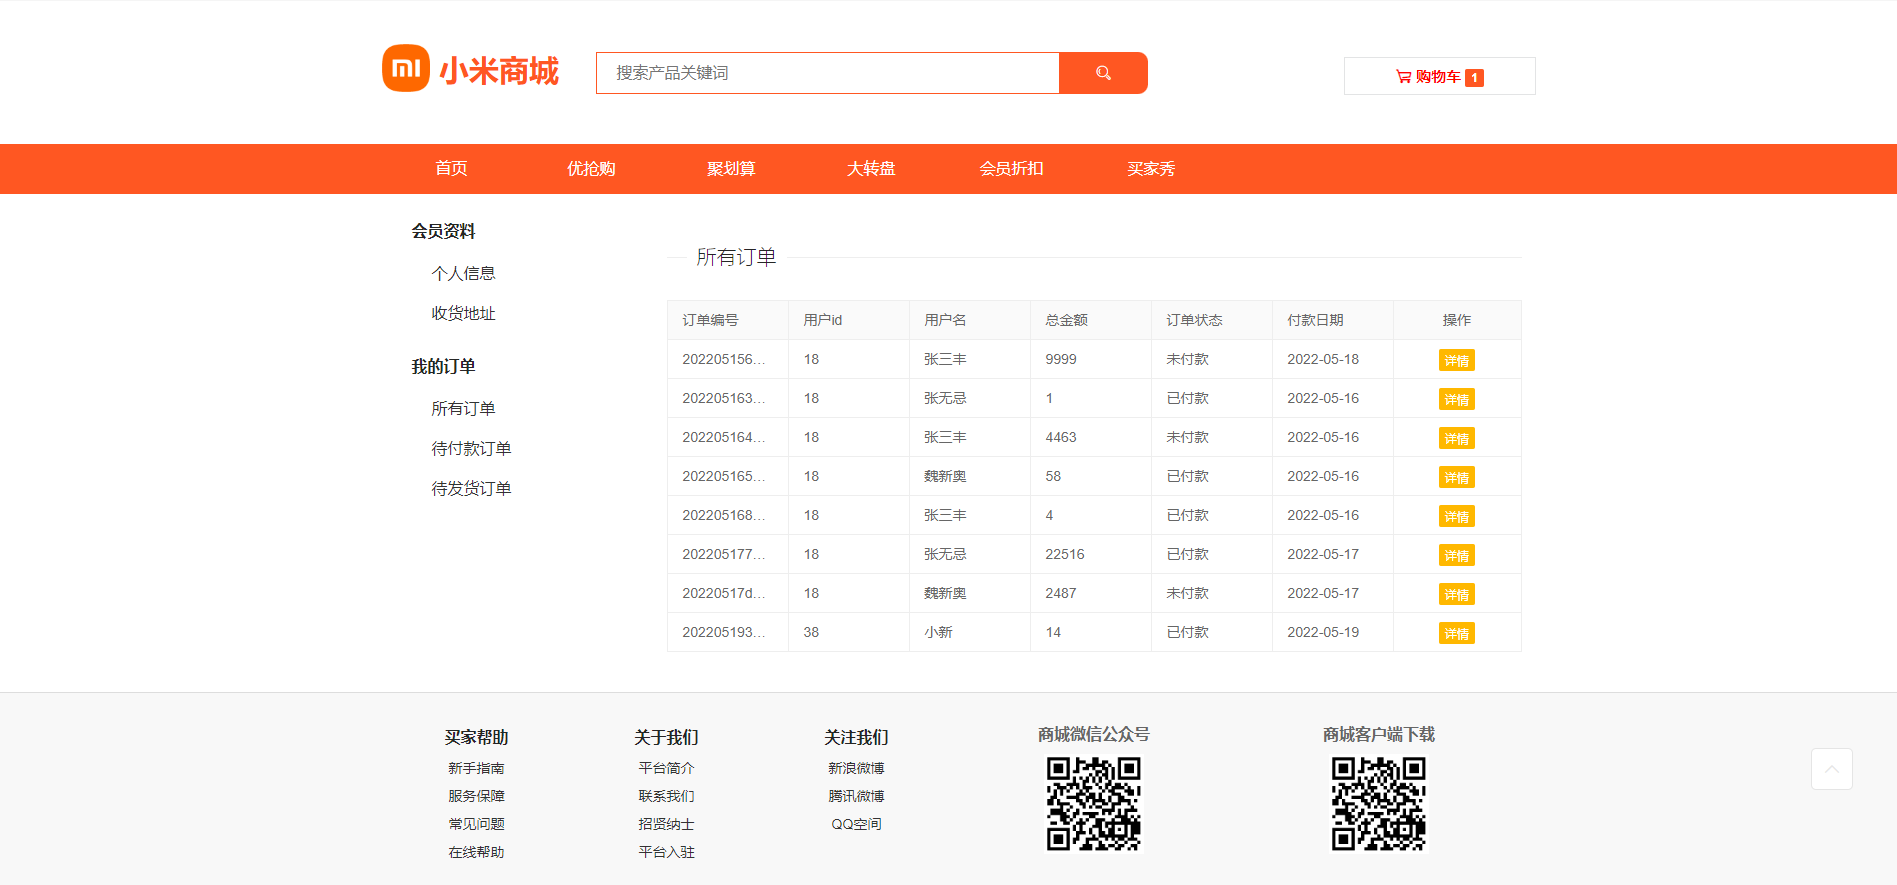 小米商城
搜索产品关键词
购物车 1
首页 优抢购 聚划算 大转盘 会员折扣 买家秀
会员资料
个人信息
收货地址
我的订单
所有订单
待付款订单
待发货订单
所有订单
订单编号 用户id 用户名 总金额 订单状态 付款日期 操作
202205156... 18 张三丰 9999 未付款 2022-05-18 详情
202205163... 18 张无忌 1 已付款 2022-05-16 详情
202205164... 18 张三丰 4463 未付款 2022-05-16 详情
202205165... 18 魏新奥 58 已付款 2022-05-16 详情
202205168... 18 张三丰 4 已付款 2022-05-16 详情
202205177... 18 张无忌 22516 已付款 2022-05-17 详情
20220517d... 18 魏新奥 2487 未付款 2022-05-17 详情
202205193... 38 小新 14 已付款 2022-05-19 详情
买家帮助
新手指南
服务保障
常见问题
在线帮助
关于我们
平台简介
联系我们
招贤纳士
平台入驻
关注我们
新浪微博
腾讯微博
QQ空间
商城微信公众号
商城客户端下载